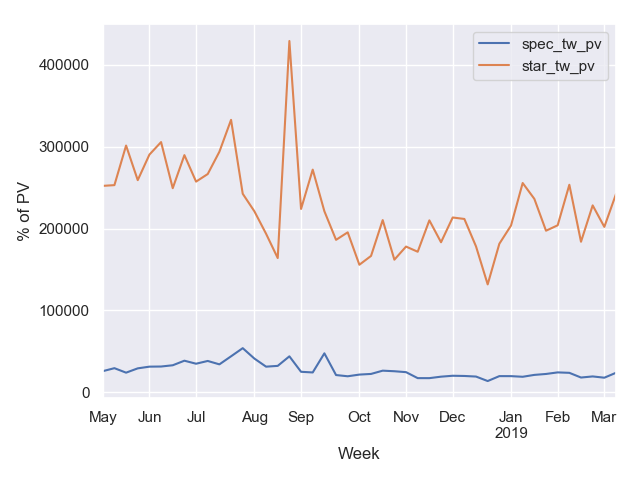 spec_tw_pv
star_tw_pv
400000
300000
200000
100000
0
% of PV
May Jun Jul Aug Sep Oct Nov Dec Jan Feb Mar
2019
Week